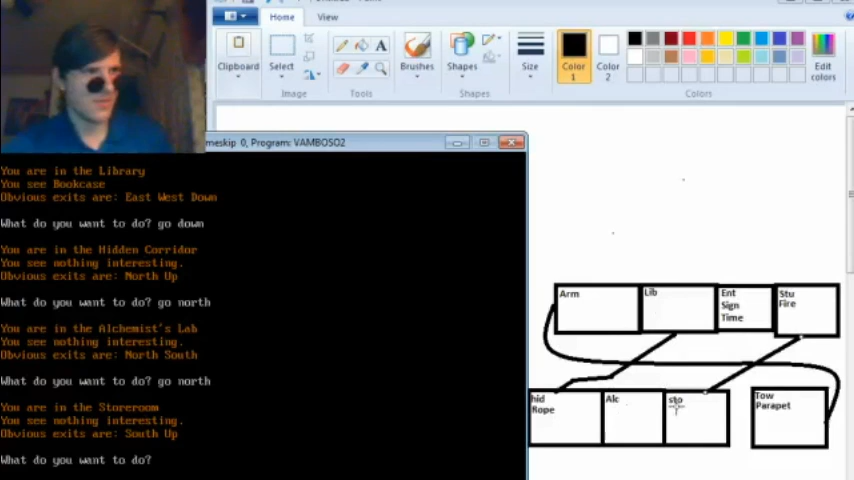 Home
View
Clipboard
Select
Brushes
Shapes
Size
Color
1
Color
2
Edit
colors
Image
Tools
Shapes
Colors
meskip 0, Program: VAMBOSO2
You are in the Library
You see Bookcase
Obvious exits are: East West Down
What do you want to do? go down
You are in the Hidden Corridor
You see nothing interesting.
Obvious exits are: North Up
What do you want to do? go north
You are in the Alchemist's Lab
You see nothing interesting.
Obvious exits are: North South
What do you want to do? go north
You are in the Storeroom
You see nothing interesting.
Obvious exits are: South Up
What do you want to do?
Arm
Lib
Ent
Sign
Time
Stu
Fire
hid
Rope
Alc
sto
Tow
Parapet